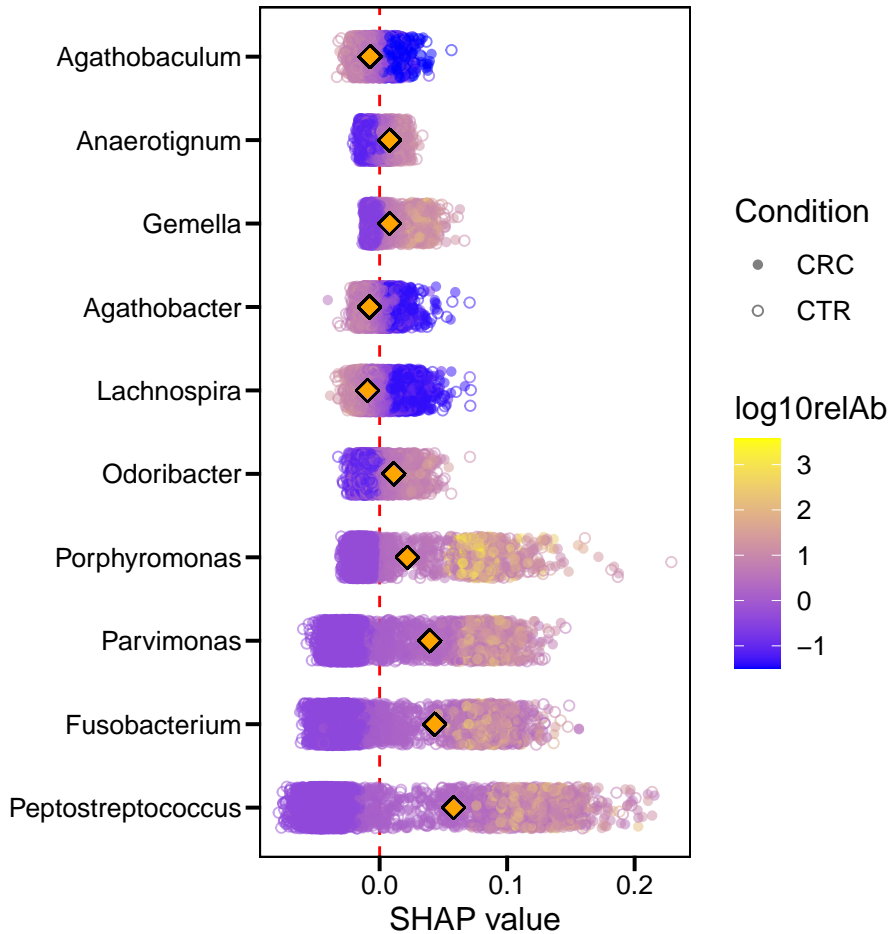 Agathobaculum
Anaerotignum
Gemella
Agathobacter
Lachnospira
Odoribacter
Porphyromonas
Parvimonas
Fusobacterium
Peptostreptococcus
0.0 0.1 0.2
SHAP value
Condition
CRC
CTR
log10relAb
3
2
1
0
−1